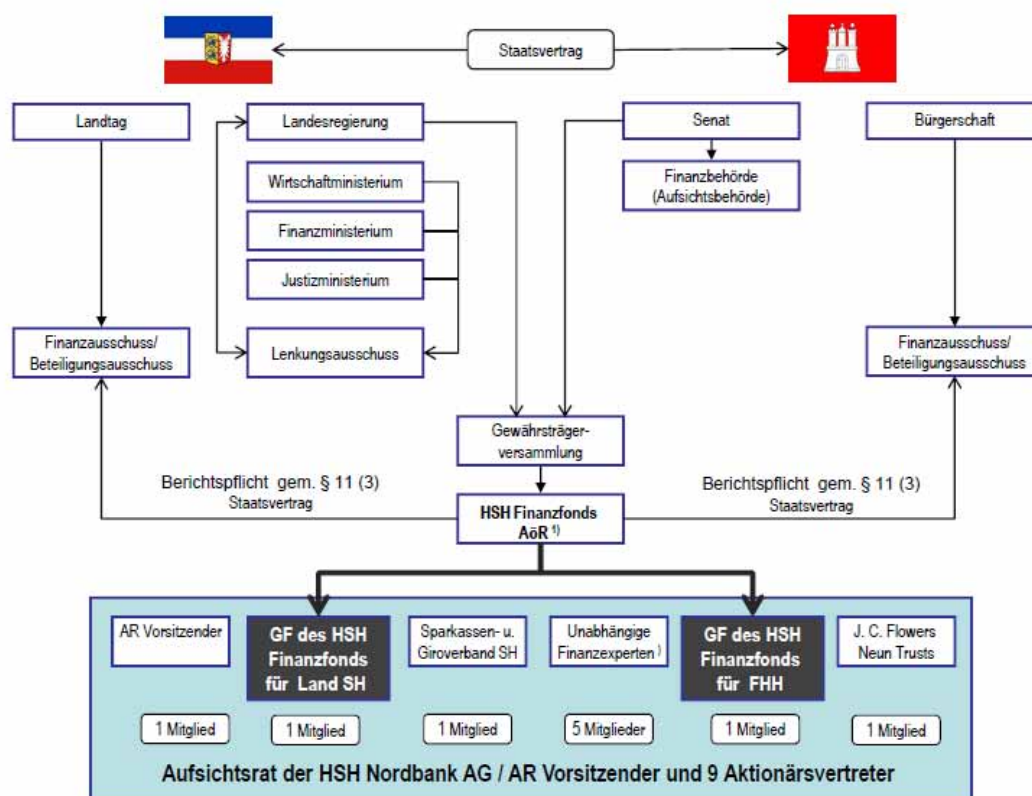 Staatsvertrag
Landtag
Landesregierung
Senat
Bürgerschaft
Wirtschaftministerium
Finanzbehörde
(Aufsichtsbehörde)
Finanzministerium
Justizministerium
Finanzausschuss/
Beteiligungsausschuss
Lenkungsausschuss
Finanzausschuss/
Beteiligungsausschuss
Gewährsträger-
versammlung
Berichtspflicht gem. § 11 (3)
Staatsvertrag
Berichtspflicht gem. § 11 (3)
Staatsvertrag
HSH Finanzfonds
AöR ¹⁾
AR Vorsitzender
GF des HSH
Finanzfonds
für Land SH
Sparkassen- u.
Giroverband SH
Unabhängige
Finanzexperten ⁾
GF des HSH
Finanzfonds
für FHH
J. C. Flowers
Neun Trusts
1 Mitglied
1 Mitglied
1 Mitglied
5 Mitglieder
1 Mitglied
1 Mitglied
Aufsichtsrat der HSH Nordbank AG / AR Vorsitzender und 9 Aktionärsvertreter